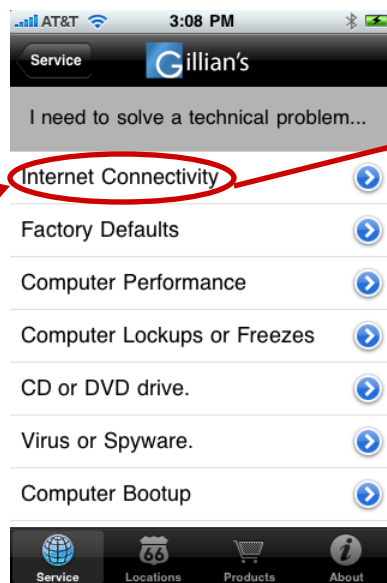 AT&T 3:08 PM
Service Gillian's
I need to solve a technical problem...
Internet Connectivity
Factory Defaults
Computer Performance
Computer Lockups or Freezes
CD or DVD drive.
Virus or Spyware.
Computer Bootup
66
Service Locations Products About